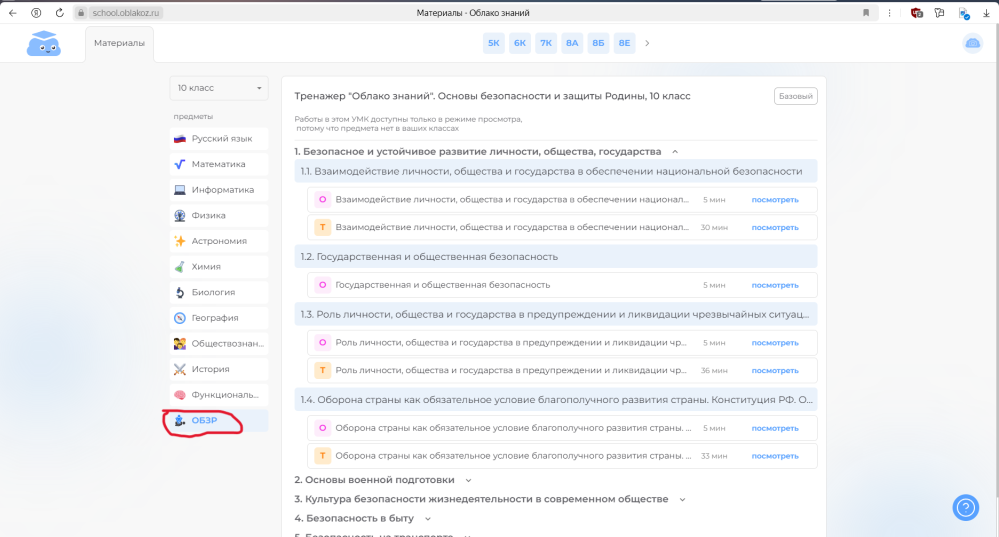 school.oblakoz.ru
Материалы · Облако знаний
Материалы
5К 6К 7К 8А 8Б 8Е
10 класс
предметы
Русский язык
Математика
Информатика
Физика
Астрономия
Химия
Биология
География
Обществознан...
История
Функциональ...
ОБЗР
Тренажер "Облако знаний". Основы безопасности и защиты Родины, 10 класс
Базовый
Работы в этом УМК доступны только в режиме просмотра,
потому что предмета нет в ваших классах
1. Безопасное и устойчивое развитие личности, общества, государства
1.1. Взаимодействие личности, общества и государства в обеспечении национальной безопасности
О Взаимодействие личности, общества и государства в обеспечении национал... 5 мин посмотреть
Т Взаимодействие личности, общества и государства в обеспечении национал... 30 мин посмотреть
1.2. Государственная и общественная безопасность
О Государственная и общественная безопасность 5 мин посмотреть
1.3. Роль личности, общества и государства в предупреждении и ликвидации чрезвычайных ситуац...
О Роль личности, общества и государства в предупреждении и ликвидации чр... 5 мин посмотреть
Т Роль личности, общества и государства в предупреждении и ликвидации чр... 36 мин посмотреть
1.4. Оборона страны как обязательное условие благополучного развития страны. Конституция РФ. О...
О Оборона страны как обязательное условие благополучного развития страны. ... 5 мин посмотреть
Т Оборона страны как обязательное условие благополучного развития страны. ... 33 мин посмотреть
2. Основы военной подготовки
3. Культура безопасности жизнедеятельности в современном обществе
4. Безопасность в быту
5. Безопасность на транспорте